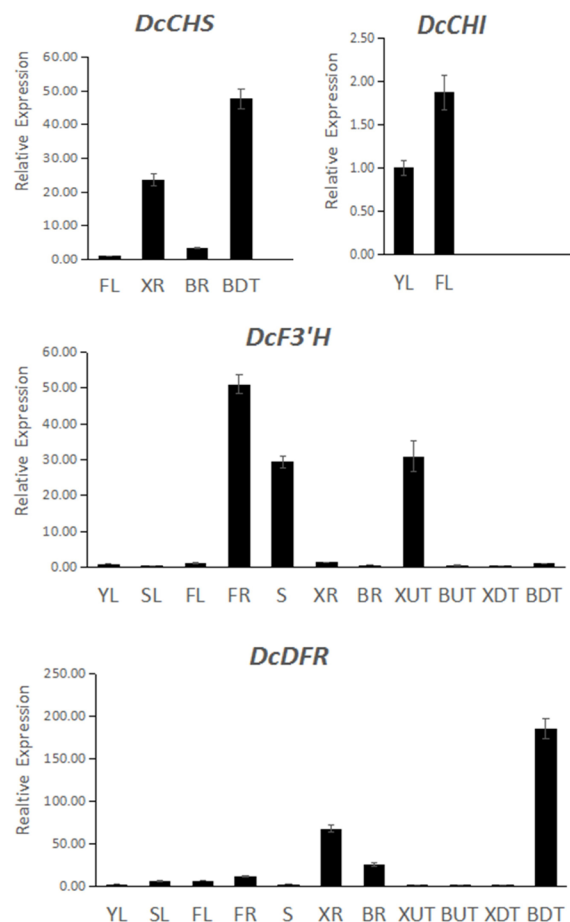 DcCHS
DcCHI
Relative Expression
60.00
50.00
40.00
30.00
20.00
10.00
0.00
FL XR BR BDT
Relative Expression
2.50
2.00
1.50
1.00
0.50
0.00
YL FL
DcF3'H
Relative Expression
60.00
50.00
40.00
30.00
20.00
10.00
0.00
YL SL FL FR S XR BR XUT BUT XDT BDT
DcDFR
Realtive Expression
250.00
200.00
150.00
100.00
50.00
0.00
YL SL FL FR S XR BR XUT BUT XDT BDT